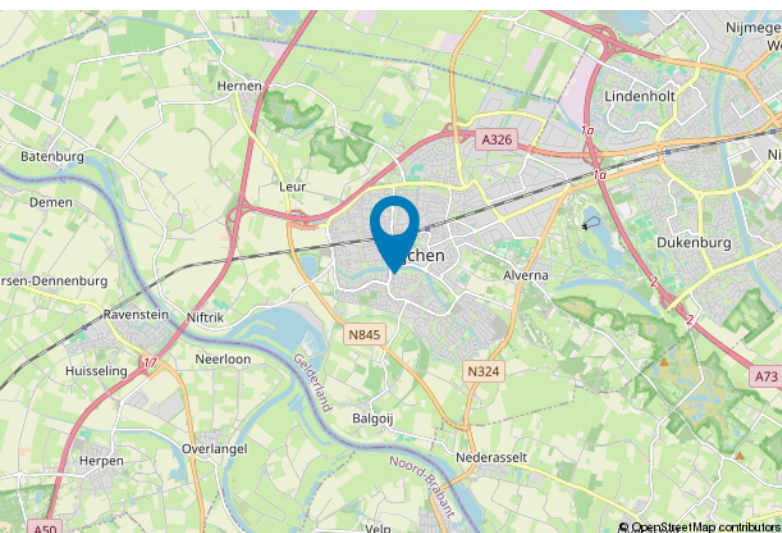 Nijmege
We
Hernen
Lindenholt
1a
A326
Batenburg
Ni
1a
Leur
Demen
Dukenburg
chen
Alverna
rsen-Dennenburg
2
Ravenstein
Niftrik
2
N845
17
Neerloon
Huisseling
Gelderland
N324
A73
Balgoij
Overlangel
Nederasselt
Herpen
Noord-Brabant
A50
Velp
© OpenStreetMap contributors